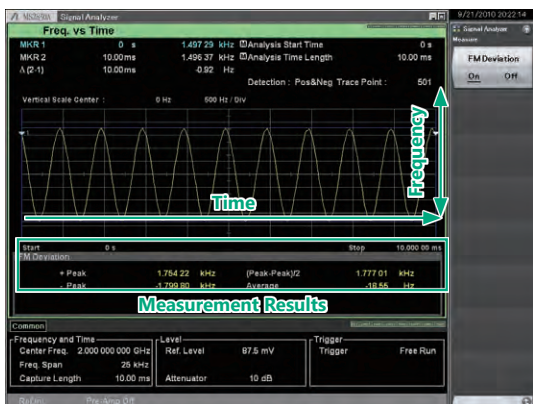 ANRITSU Signal Analyzer
9/21/2010 20:22:14
Freq. vs Time
MKR 1 0 s 1.497 29 kHz Analysis Start Time 0 s
MKR 2 10.00ms 1.496 37 kHz Analysis Time Length 10.00 ms
Δ (2-1) 10.00ms -0.92 Hz
Detection : Pos&Neg Trace Point : 501
Vertical Scale Center : 0 Hz 500 Hz / Div
1
Frequency
Time
Start 0 s Stop 10.000 00 ms
FM Deviation
+ Peak 1.754 22 kHz (Peak-Peak)/2 1.777 01 kHz
- Peak -1.799 80 kHz Average -18.55 Hz
Measurement Results
Common
Frequency and Time
Center Freq. 2.000 000 000 GHz
Freq. Span 25 kHz
Capture Length 10.00 ms
Level
Ref. Level 87.5 mV
Attenuator 10 dB
Trigger
Trigger Free Run
Ref.Int Pre-Amp Off
Signal Analyzer
Measure
FM Deviation
On Off